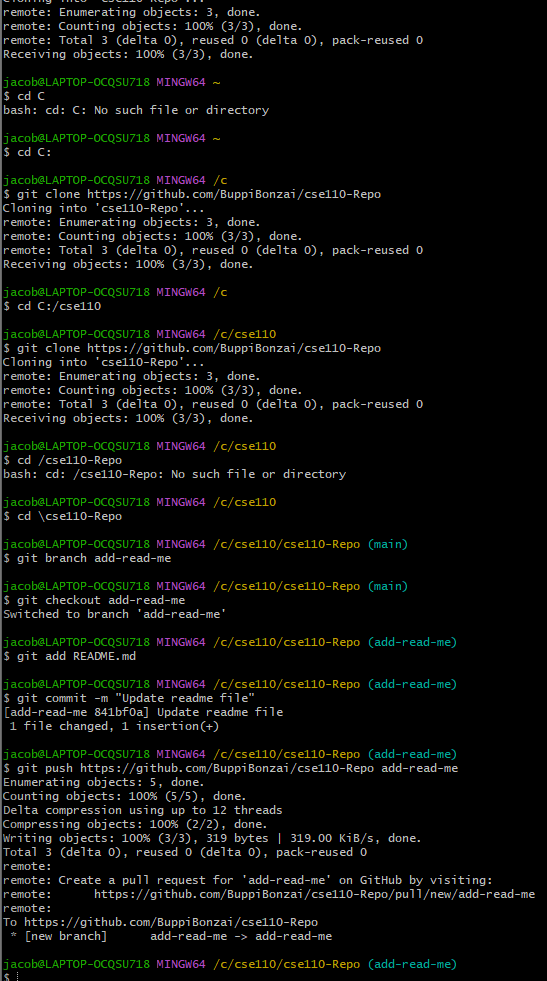 Cloning into 'cse110-Repo'...
remote: Enumerating objects: 3, done.
remote: Counting objects: 100% (3/3), done.
remote: Total 3 (delta 0), reused 0 (delta 0), pack-reused 0
Receiving objects: 100% (3/3), done.
jacob@LAPTOP-OCQSU718 MINGW64 ~
$ cd C
bash: cd: C: No such file or directory
jacob@LAPTOP-OCQSU718 MINGW64 ~
$ cd C:
jacob@LAPTOP-OCQSU718 MINGW64 /c
$ git clone https://github.com/BuppiBonzai/cse110-Repo
Cloning into 'cse110-Repo'...
remote: Enumerating objects: 3, done.
remote: Counting objects: 100% (3/3), done.
remote: Total 3 (delta 0), reused 0 (delta 0), pack-reused 0
Receiving objects: 100% (3/3), done.
jacob@LAPTOP-OCQSU718 MINGW64 /c
$ cd C:/cse110
jacob@LAPTOP-OCQSU718 MINGW64 /c/cse110
$ git clone https://github.com/BuppiBonzai/cse110-Repo
Cloning into 'cse110-Repo'...
remote: Enumerating objects: 3, done.
remote: Counting objects: 100% (3/3), done.
remote: Total 3 (delta 0), reused 0 (delta 0), pack-reused 0
Receiving objects: 100% (3/3), done.
jacob@LAPTOP-OCQSU718 MINGW64 /c/cse110
$ cd /cse110-Repo
bash: cd: /cse110-Repo: No such file or directory
jacob@LAPTOP-OCQSU718 MINGW64 /c/cse110
$ cd \cse110-Repo
jacob@LAPTOP-OCQSU718 MINGW64 /c/cse110/cse110-Repo (main)
$ git branch add-read-me
jacob@LAPTOP-OCQSU718 MINGW64 /c/cse110/cse110-Repo (main)
$ git checkout add-read-me
Switched to branch 'add-read-me'
jacob@LAPTOP-OCQSU718 MINGW64 /c/cse110/cse110-Repo (add-read-me)
$ git add README.md
jacob@LAPTOP-OCQSU718 MINGW64 /c/cse110/cse110-Repo (add-read-me)
$ git commit -m "Update readme file"
[add-read-me 841bf0a] Update readme file
 1 file changed, 1 insertion(+)
jacob@LAPTOP-OCQSU718 MINGW64 /c/cse110/cse110-Repo (add-read-me)
$ git push https://github.com/BuppiBonzai/cse110-Repo add-read-me
Enumerating objects: 5, done.
Counting objects: 100% (5/5), done.
Delta compression using up to 12 threads
Compressing objects: 100% (2/2), done.
Writing objects: 100% (3/3), 319 bytes | 319.00 KiB/s, done.
Total 3 (delta 0), reused 0 (delta 0), pack-reused 0
remote:
remote: Create a pull request for 'add-read-me' on GitHub by visiting:
remote:      https://github.com/BuppiBonzai/cse110-Repo/pull/new/add-read-me
remote:
To https://github.com/BuppiBonzai/cse110-Repo
 * [new branch]      add-read-me -> add-read-me
jacob@LAPTOP-OCQSU718 MINGW64 /c/cse110/cse110-Repo (add-read-me)
$